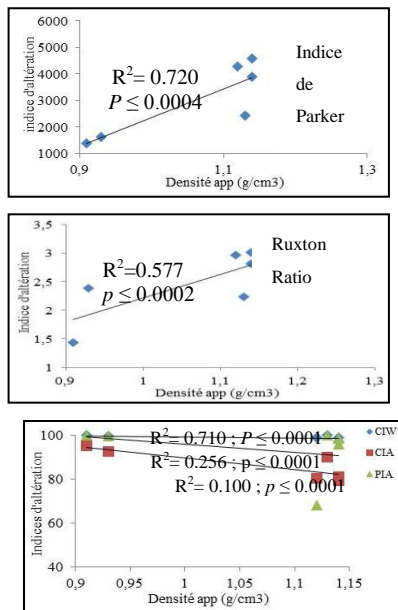 6000
5000
4000
3000
2000
1000
0,9
1,1
1,3
indice d'altération
Densité app (g/cm3)
R²= 0.720
P ≤ 0.0004
Indice
de
Parker
3,5
3
2,5
2
1,5
1
0,9
1
1,1
1,2
1,3
Indice d'altération
Densité app (g/cm3)
R²=0.577
p ≤ 0.0002
Ruxton
Ratio
100
80
60
40
0,9
0,95
1
1,05
1,1
1,15
Indices d'altération
Densité app (g/cm3)
R²= 0.710 ; P ≤ 0.0001
R²= 0.256 ; p ≤ 0.0001
R²= 0.100 ; p ≤ 0.0001
CIW
CIA
PIA